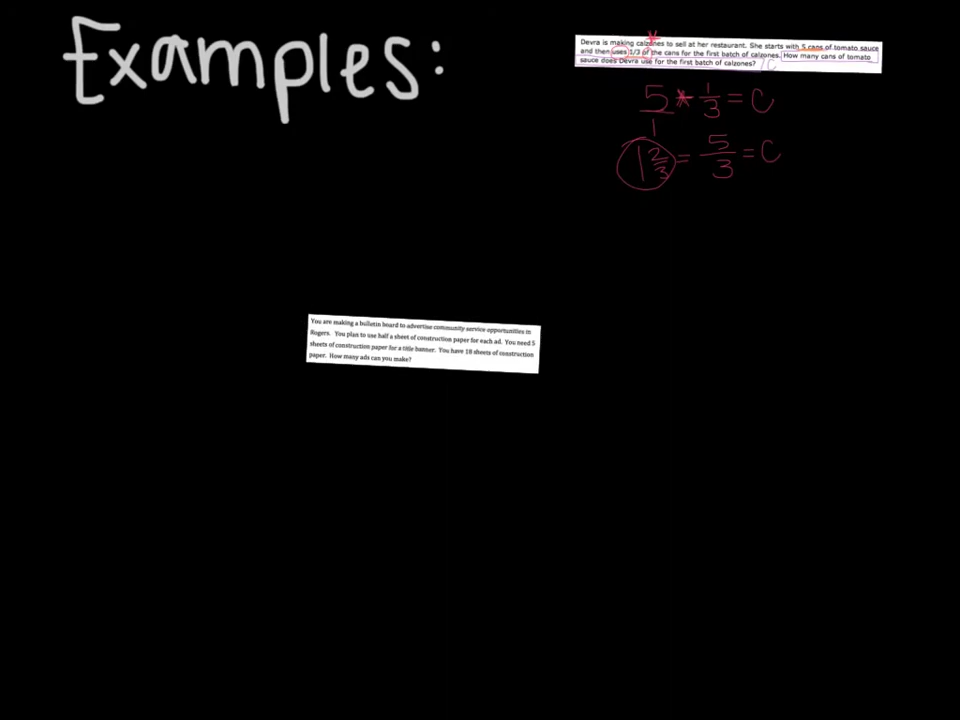 Examples:
Devra is making calzones to sell at her restaurant. She starts with 5 cans of tomato sauce
and then uses 1/3 of the cans for the first batch of calzones. How many cans of tomato
sauce does Devra use for the first batch of calzones? C
5 * 1/3 = C
1
1 2/3 = 5/3 = C
You are making a bulletin board to advertise community service opportunities in
Rogers. You plan to use half a sheet of construction paper for each ad. You need 5
sheets of construction paper for a title banner. You have 18 sheets of construction
paper. How many ads can you make?